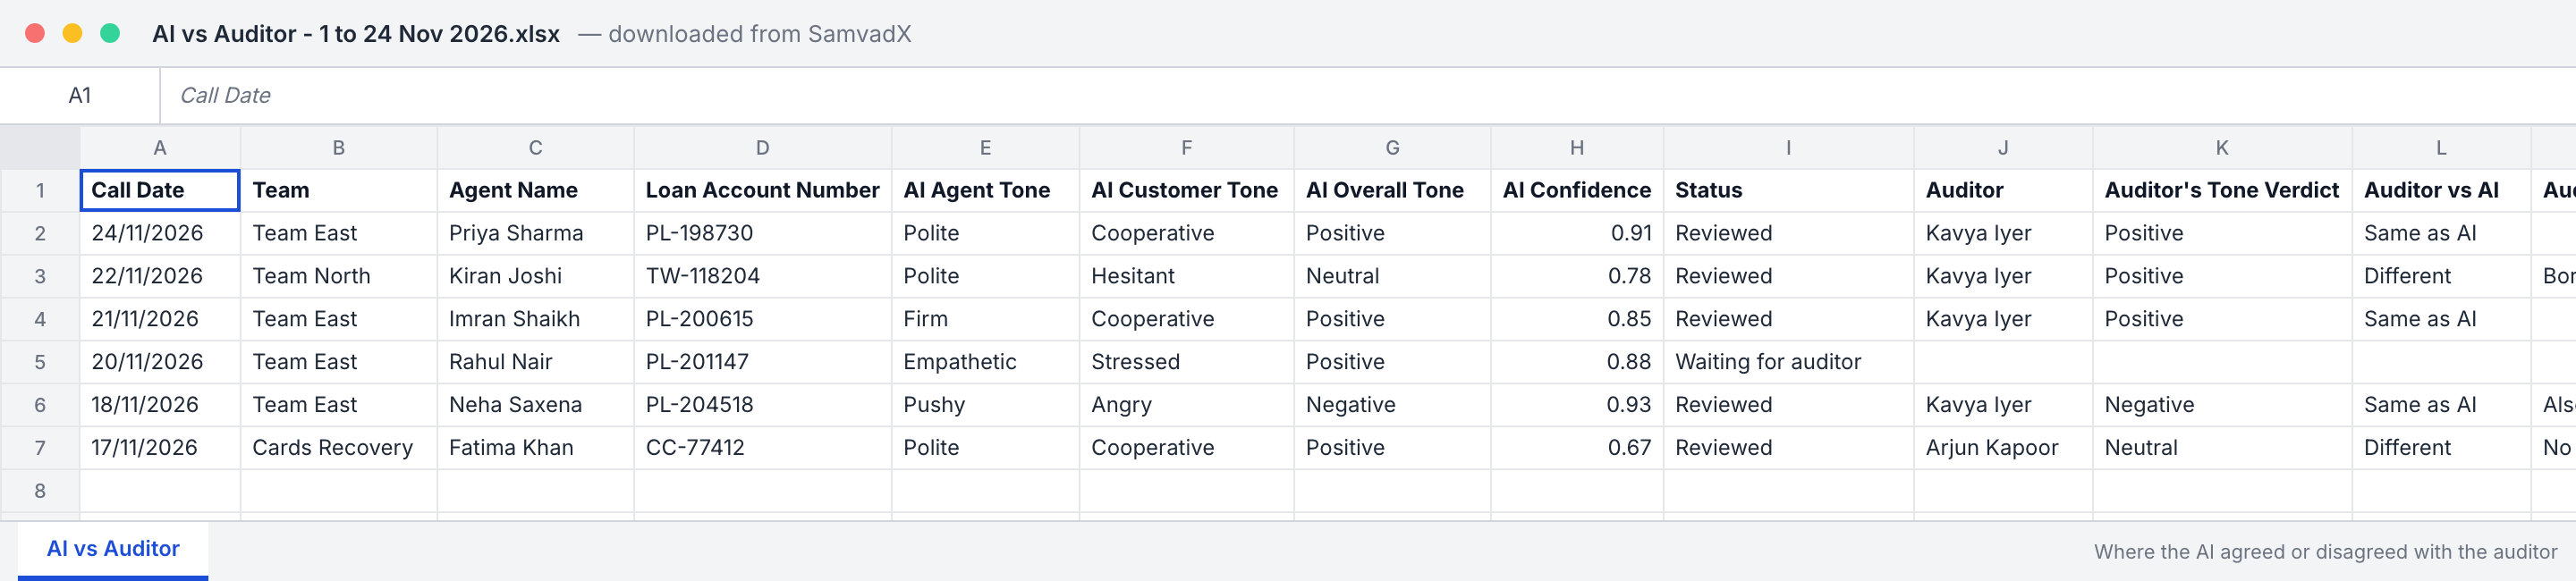 AI vs Auditor - 1 to 24 Nov 2026.xlsx — downloaded from SamvadX
A1 Call Date
A B C D E F G H I J K L
1 Call Date Team Agent Name Loan Account Number AI Agent Tone AI Customer Tone AI Overall Tone AI Confidence Status Auditor Auditor's Tone Verdict Auditor vs AI
2 24/11/2026 Team East Priya Sharma PL-198730 Polite Cooperative Positive 0.91 Reviewed Kavya Iyer Positive Same as AI
3 22/11/2026 Team North Kiran Joshi TW-118204 Polite Hesitant Neutral 0.78 Reviewed Kavya Iyer Positive Different
4 21/11/2026 Team East Imran Shaikh PL-200615 Firm Cooperative Positive 0.85 Reviewed Kavya Iyer Positive Same as AI
5 20/11/2026 Team East Rahul Nair PL-201147 Empathetic Stressed Positive 0.88 Waiting for auditor
6 18/11/2026 Team East Neha Saxena PL-204518 Pushy Angry Negative 0.93 Reviewed Kavya Iyer Negative Same as AI
7 17/11/2026 Cards Recovery Fatima Khan CC-77412 Polite Cooperative Positive 0.67 Reviewed Arjun Kapoor Neutral Different No
8
AI vs Auditor Where the AI agreed or disagreed with the auditor